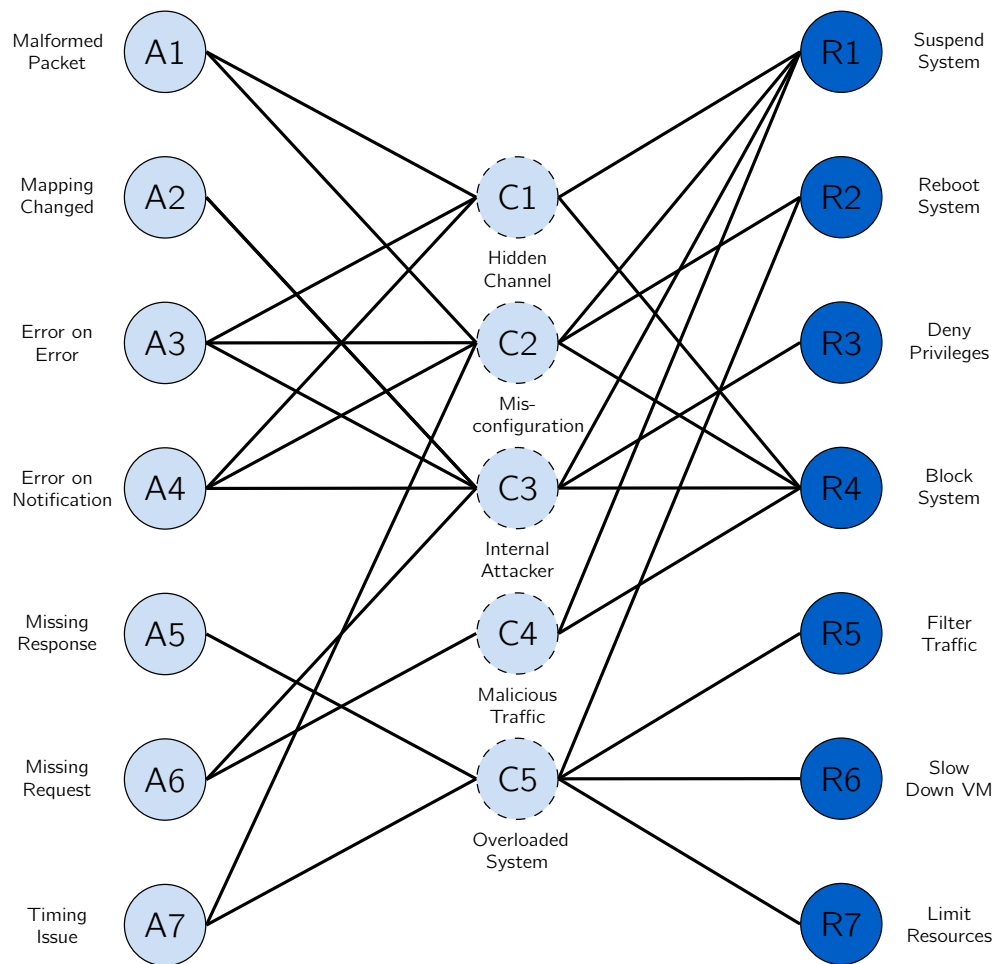 Malformed
Packet
A1
R1
Suspend
System
Mapping
Changed
A2
C1
Hidden
Channel
R2
Reboot
System
Error on
Error
A3
C2
Mis-
configuration
R3
Deny
Privileges
Error on
Notification
A4
C3
Internal
Attacker
R4
Block
System
Missing
Response
A5
C4
Malicious
Traffic
R5
Filter
Traffic
Missing
Request
A6
C5
Overloaded
System
R6
Slow
Down VM
Timing
Issue
A7
R7
Limit
Resources